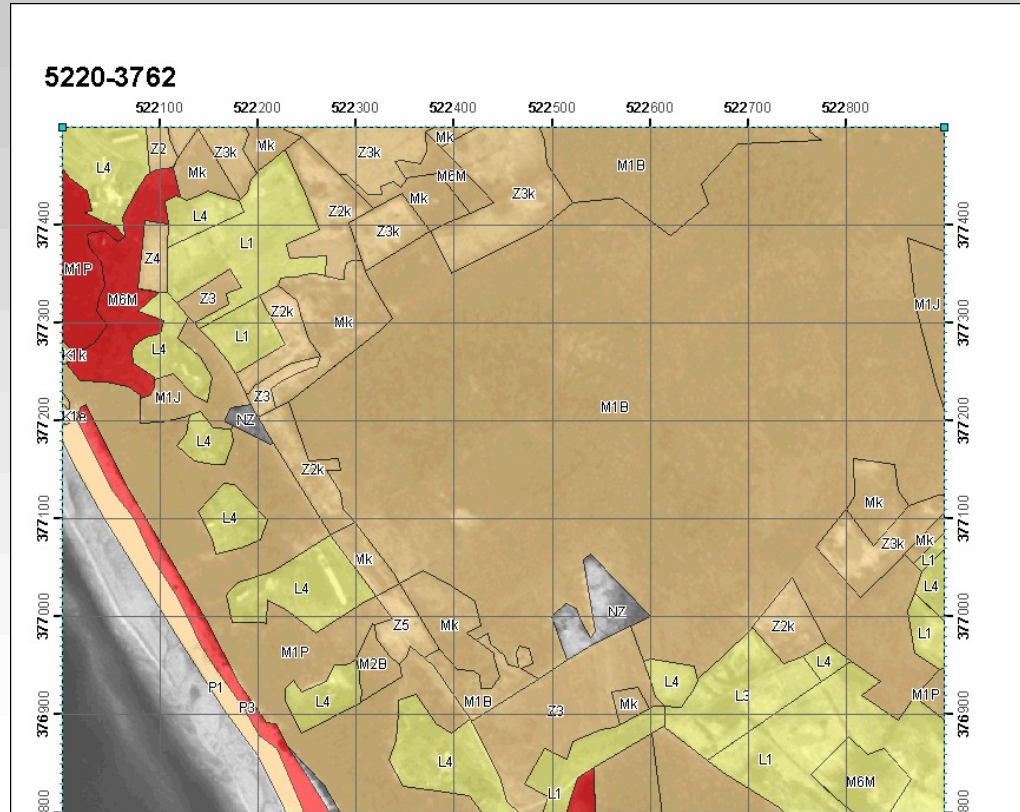 5220-3762
522100 522200 522300 522400 522500 522600 522700 522800
Mk
Z2 Z3k Mk Z3k M1B
L4 Mk M6M
Mk Z3k
L4 Z2k
377400 Z3k 377400
L1
Z4
M1P
M6M Z3 Z2k M1J
377300 Mk 377300
L1
L4
K1k
M1J Z3
M1B
377200 K1e NZ 377200
L4
Z2k
Mk
377100 L4 377100
Z3k Mk
Mk L1
L4 L4
377000 NZ 377000
Z5 Mk Z2k L1
M1P
M2B L4
L4
P1 L3 M1P
L4 M1B Mk
376900 P3 Z3 376900
L4 L1
M6M
L1
800 800